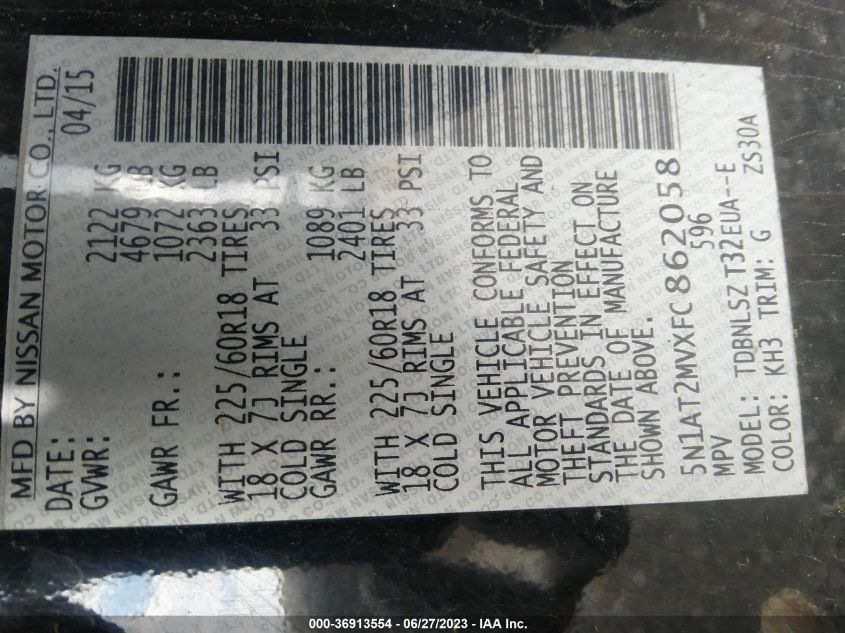 MFD BY NISSAN MOTOR CO., LTD.
DATE: 04/15
GVWR: 2122 KG
4679 LB
GAWR FR.: 1072 KG
2363 LB
WITH 225/60R18 TIRES
18 X 7J RIMS AT 33 PSI
COLD SINGLE
GAWR RR.: 1089 KG
2401 LB
WITH 225/60R18 TIRES
18 X 7J RIMS AT 33 PSI
COLD SINGLE
THIS VEHICLE CONFORMS TO
ALL APPLICABLE FEDERAL
MOTOR VEHICLE SAFETY AND
THEFT PREVENTION
STANDARDS IN EFFECT ON
THE DATE OF MANUFACTURE
SHOWN ABOVE.
5N1AT2MVXFC862058
MPV 596
MODEL: TDBNLSZ T32EUA--E
COLOR: KH3 TRIM: G ZS30A
000-36913554 - 06/27/2023 - IAA Inc.